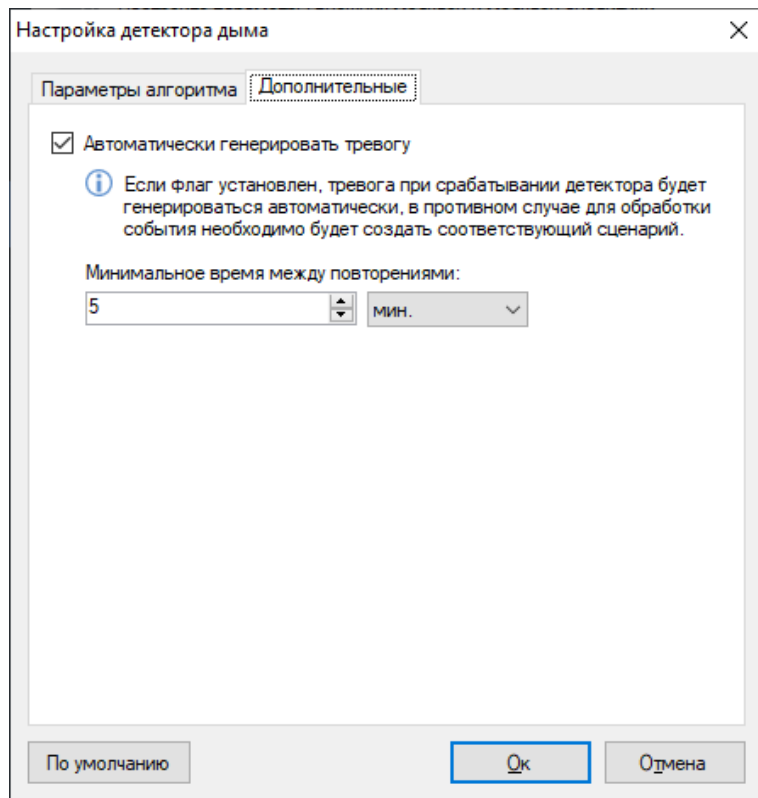 Настройка детектора дыма
Параметры алгоритма Дополнительные
Автоматически генерировать тревогу
Если флаг установлен, тревога при срабатывании детектора будет
генерироваться автоматически, в противном случае для обработки
события необходимо будет создать соответствующий сценарий.
Минимальное время между повторениями:
5 мин.
По умолчанию Ок Отмена